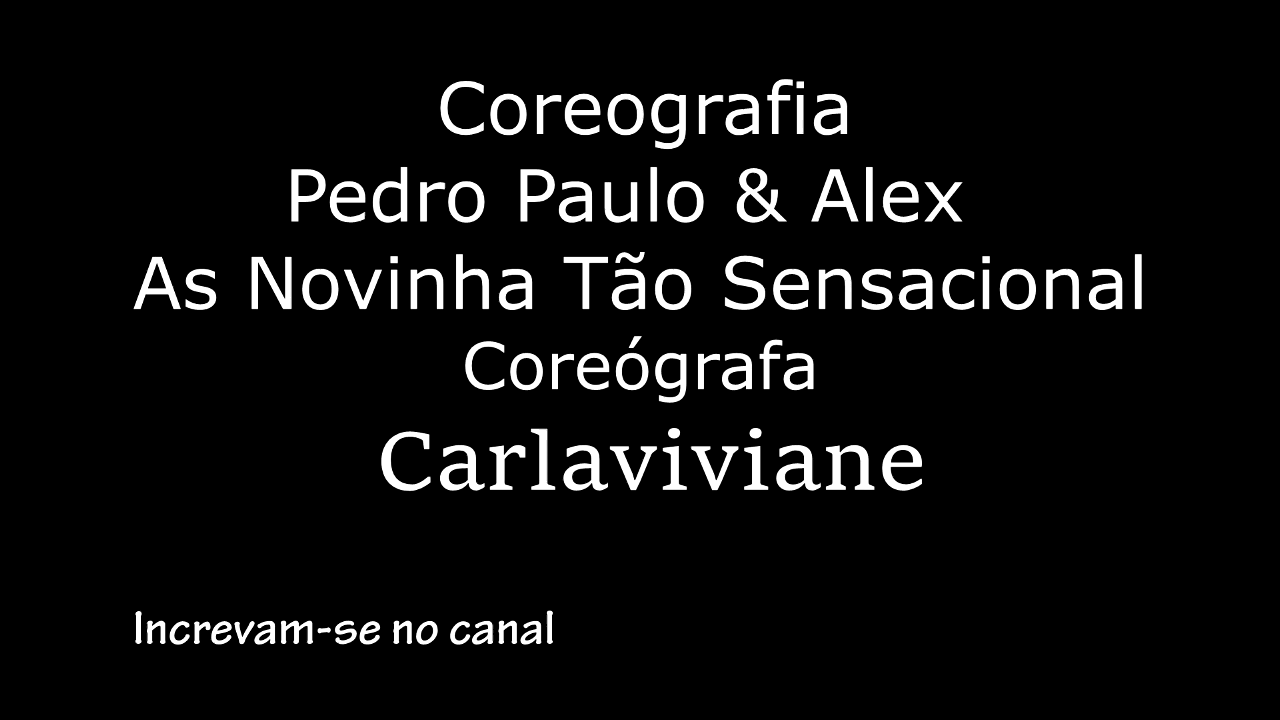 Coreografia
Pedro Paulo & Alex
As Novinha Tão Sensacional
Coreógrafa
Carlaviviane
Increvam-se no canal